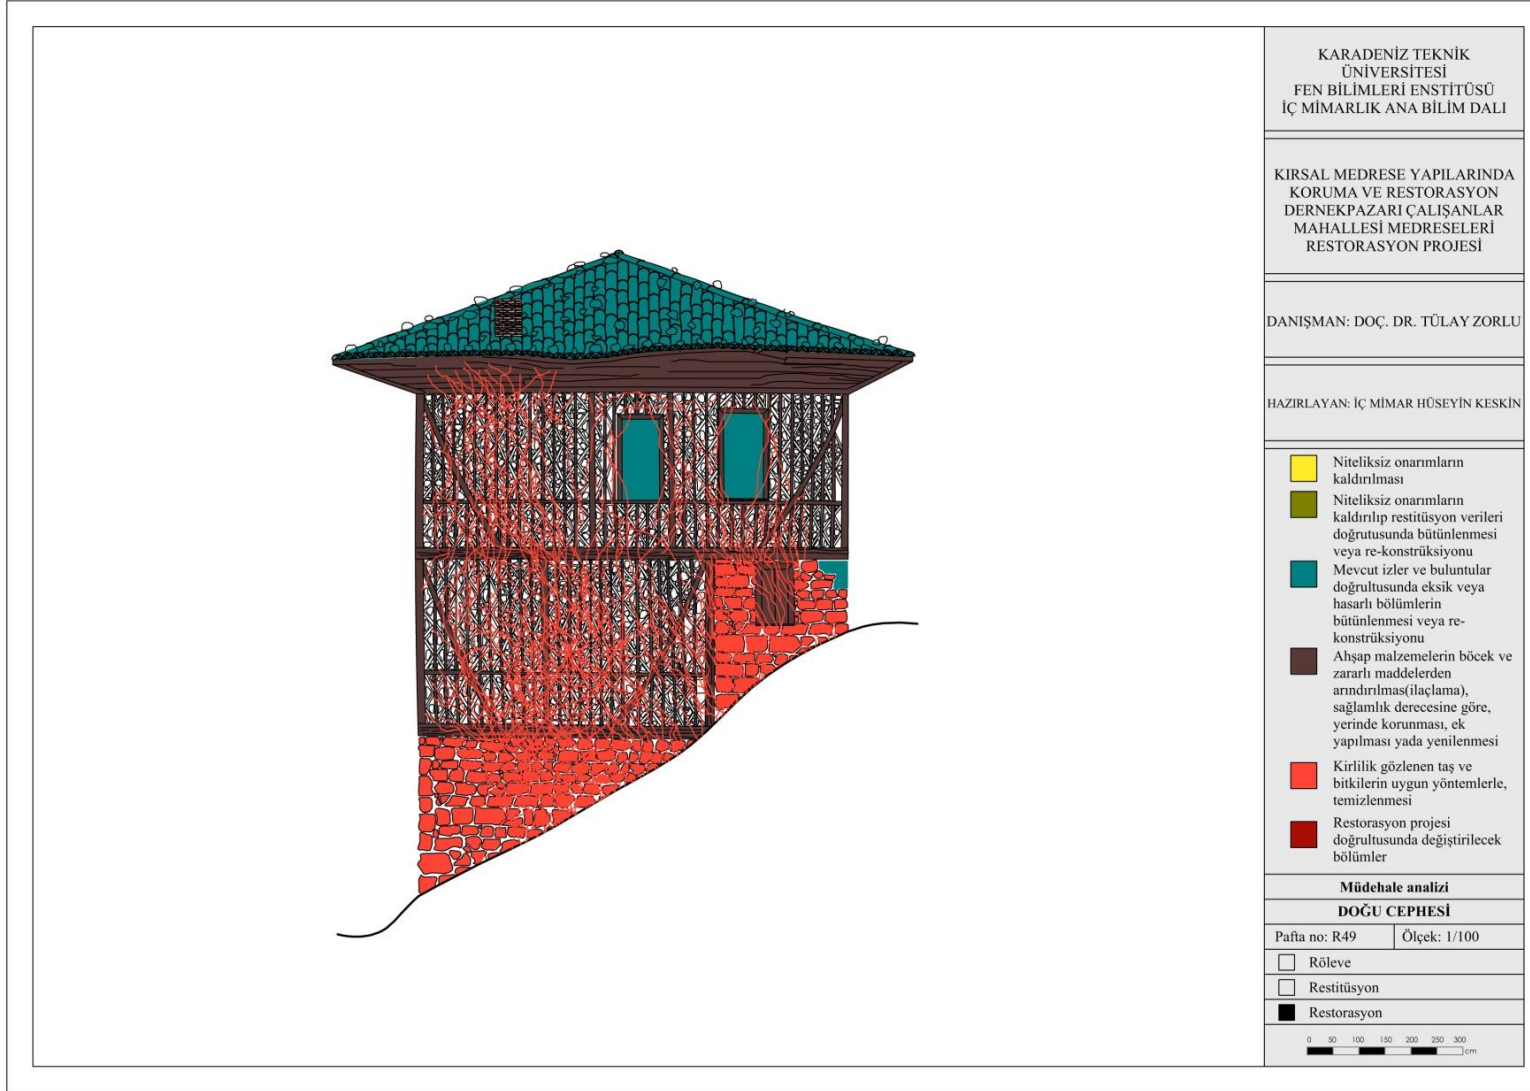 KARADENİZ TEKNİK
ÜNİVERSİTESİ
FEN BİLİMLERİ ENSTİTÜSÜ
İÇ MİMARLIK ANA BİLİM DALI
KIRSAL MEDRESE YAPILARINDA
KORUMA VE RESTORASYON
DERNEKPAZARI ÇALIŞANLAR
MAHALLESİ MEDRESELERİ
RESTORASYON PROJESİ
DANIŞMAN: DOÇ. DR. TÜLAY ZORLU
HAZIRLAYAN: İÇ MİMAR HÜSEYİN KESKİN
Niteliksiz onarımların
kaldırılması
Niteliksiz onarımların
kaldırılıp restitüsyon verileri
doğrutusunda bütünlenmesi
veya re-konstrüksiyonu
Mevcut izler ve buluntular
doğrultusunda eksik veya
hasarlı bölümlerin
bütünlenmesi veya re-
konstrüksiyonu
Ahşap malzemelerin böcek ve
zararlı maddelerden
arındırılması(ilaçlama),
sağlamlık derecesine göre,
yerinde korunması, ek
yapılması yada yenilenmesi
Kirlilik gözlenen taş ve
bitkilerin uygun yöntemlerle,
temizlenmesi
Restorasyon projesi
doğrultusunda değiştirilecek
bölümler
Müdehale analizi
DOĞU CEPHESİ
Pafta no: R49 Ölçek: 1/100
Röleve
Restitüsyon
Restorasyon
0 50 100 150 200 250 300
cm